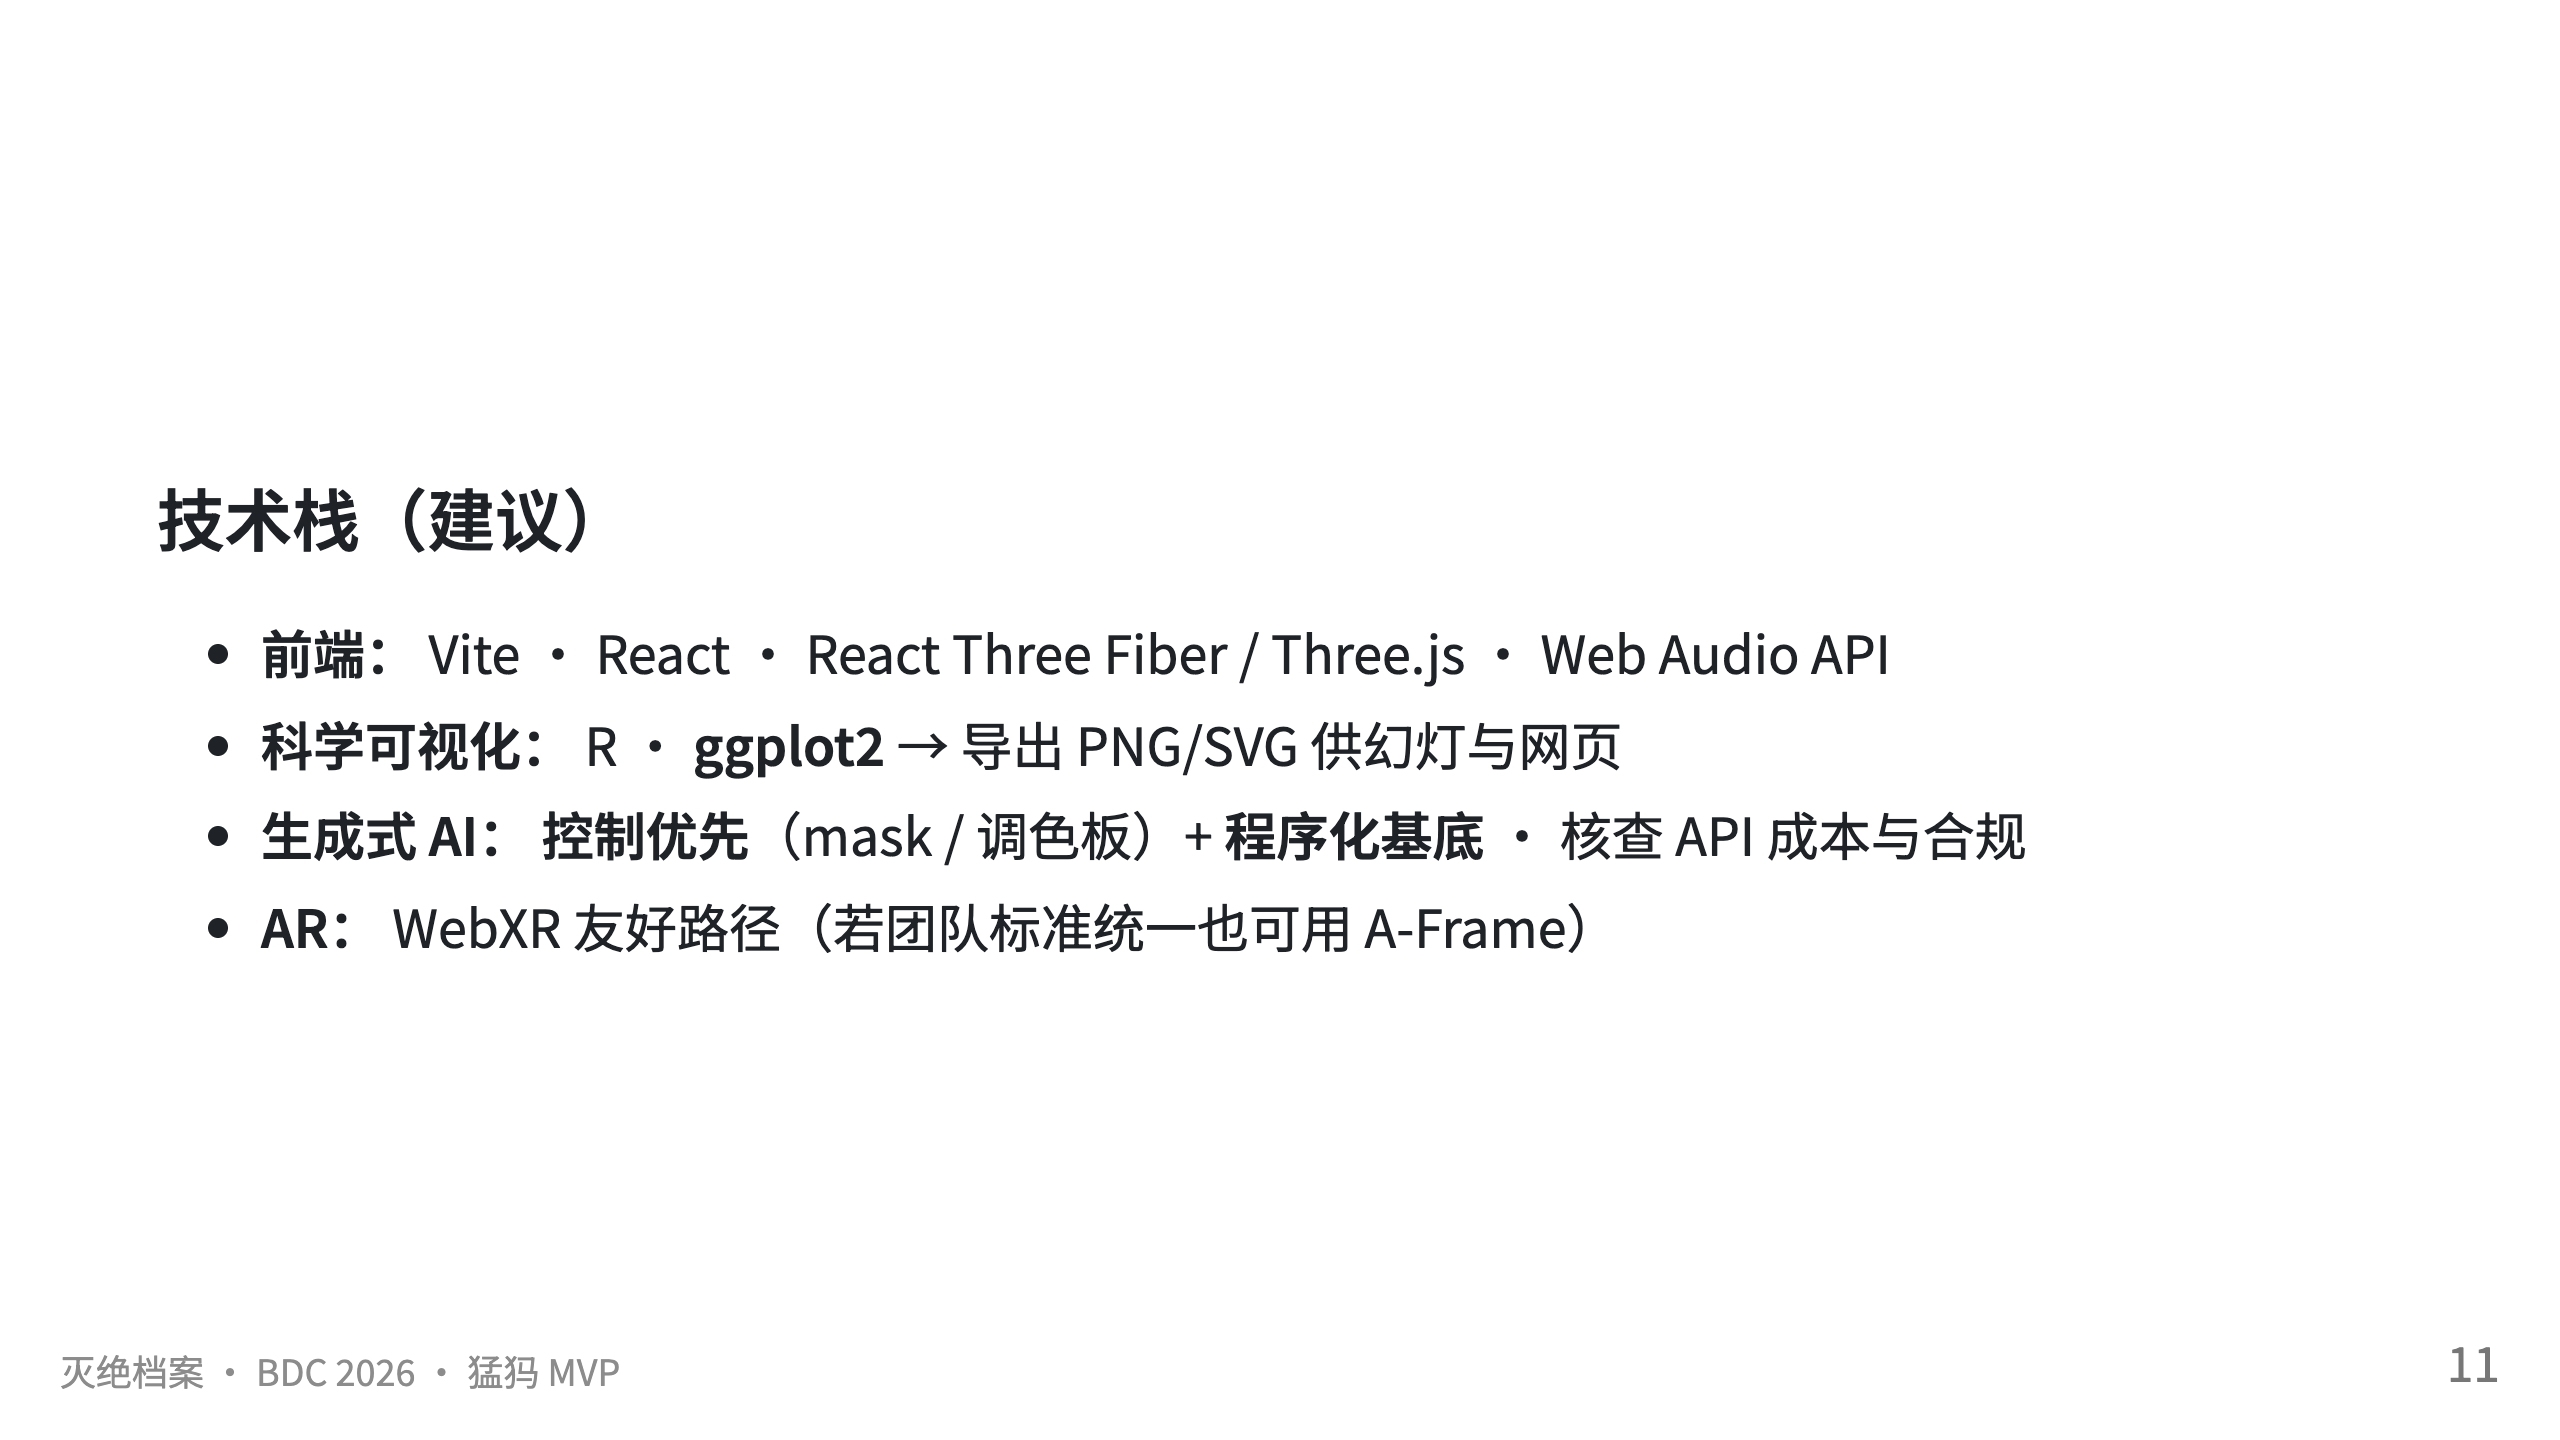 技术栈（建议）
• 前端： Vite · React · React Three Fiber / Three.js · Web Audio API
• 科学可视化： R · ggplot2 → 导出 PNG/SVG 供幻灯与网页
• 生成式 AI： 控制优先（mask / 调色板）+ 程序化基底 · 核查 API 成本与合规
• AR： WebXR 友好路径（若团队标准统一也可用 A-Frame）
灭绝档案 · BDC 2026 · 猛犸 MVP
11